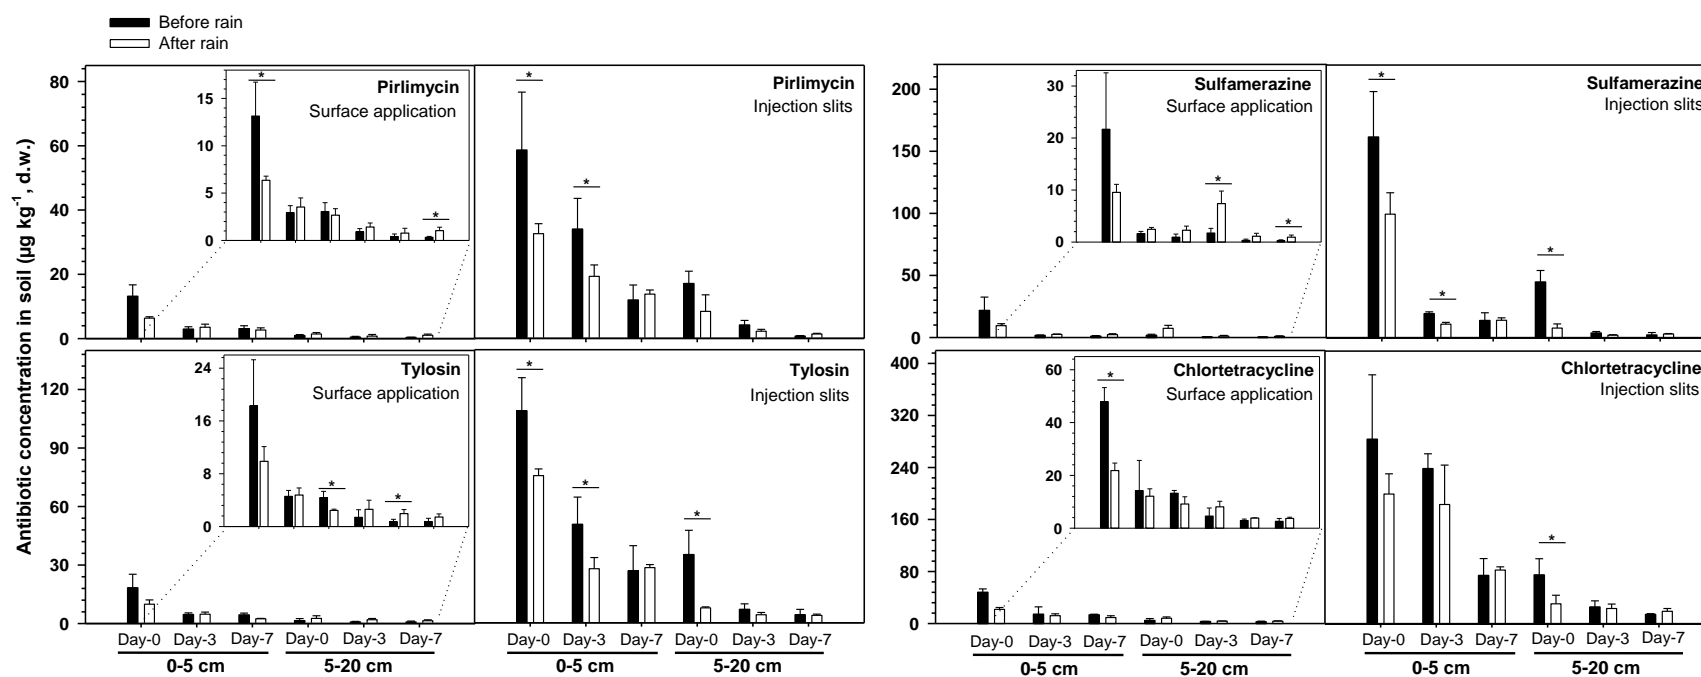 Before rain
After rain
Antibiotic concentration in soil (µg kg⁻¹, d.w.)
80
60
40
20
0
*
15
10
5
0
Pirlimycin
Surface application
*
*
*
Pirlimycin
Injection slits
200
150
100
50
0
30
20
10
0
Sulfamerazine
Surface application
*
*
*
*
*
Sulfamerazine
Injection slits
120
90
60
30
0
24
16
8
0
Tylosin
Surface application
*
*
*
*
*
Tylosin
Injection slits
400
320
240
160
80
0
60
40
20
0
*
Chlortetracycline
Surface application
*
Chlortetracycline
Injection slits
Day-0 Day-3 Day-7 Day-0 Day-3 Day-7
0-5 cm 5-20 cm
Day-0 Day-3 Day-7 Day-0 Day-3 Day-7
0-5 cm 5-20 cm
Day-0 Day-3 Day-7 Day-0 Day-3 Day-7
0-5 cm 5-20 cm
Day-0 Day-3 Day-7 Day-0 Day-3 Day-7
0-5 cm 5-20 cm